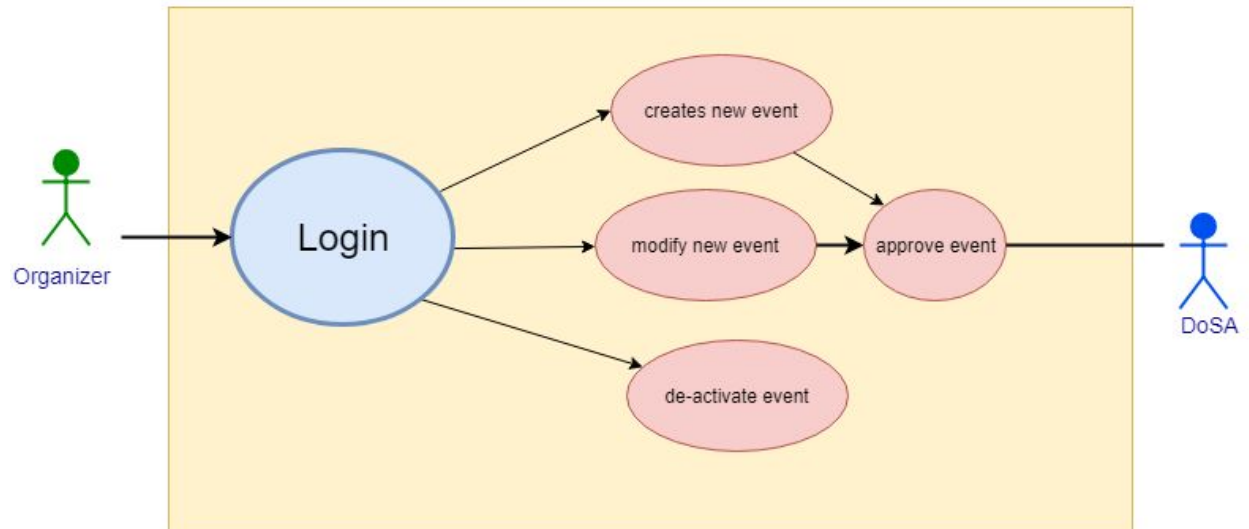 creates new event
Login
modify new event
approve event
Organizer
DoSA
de-activate event